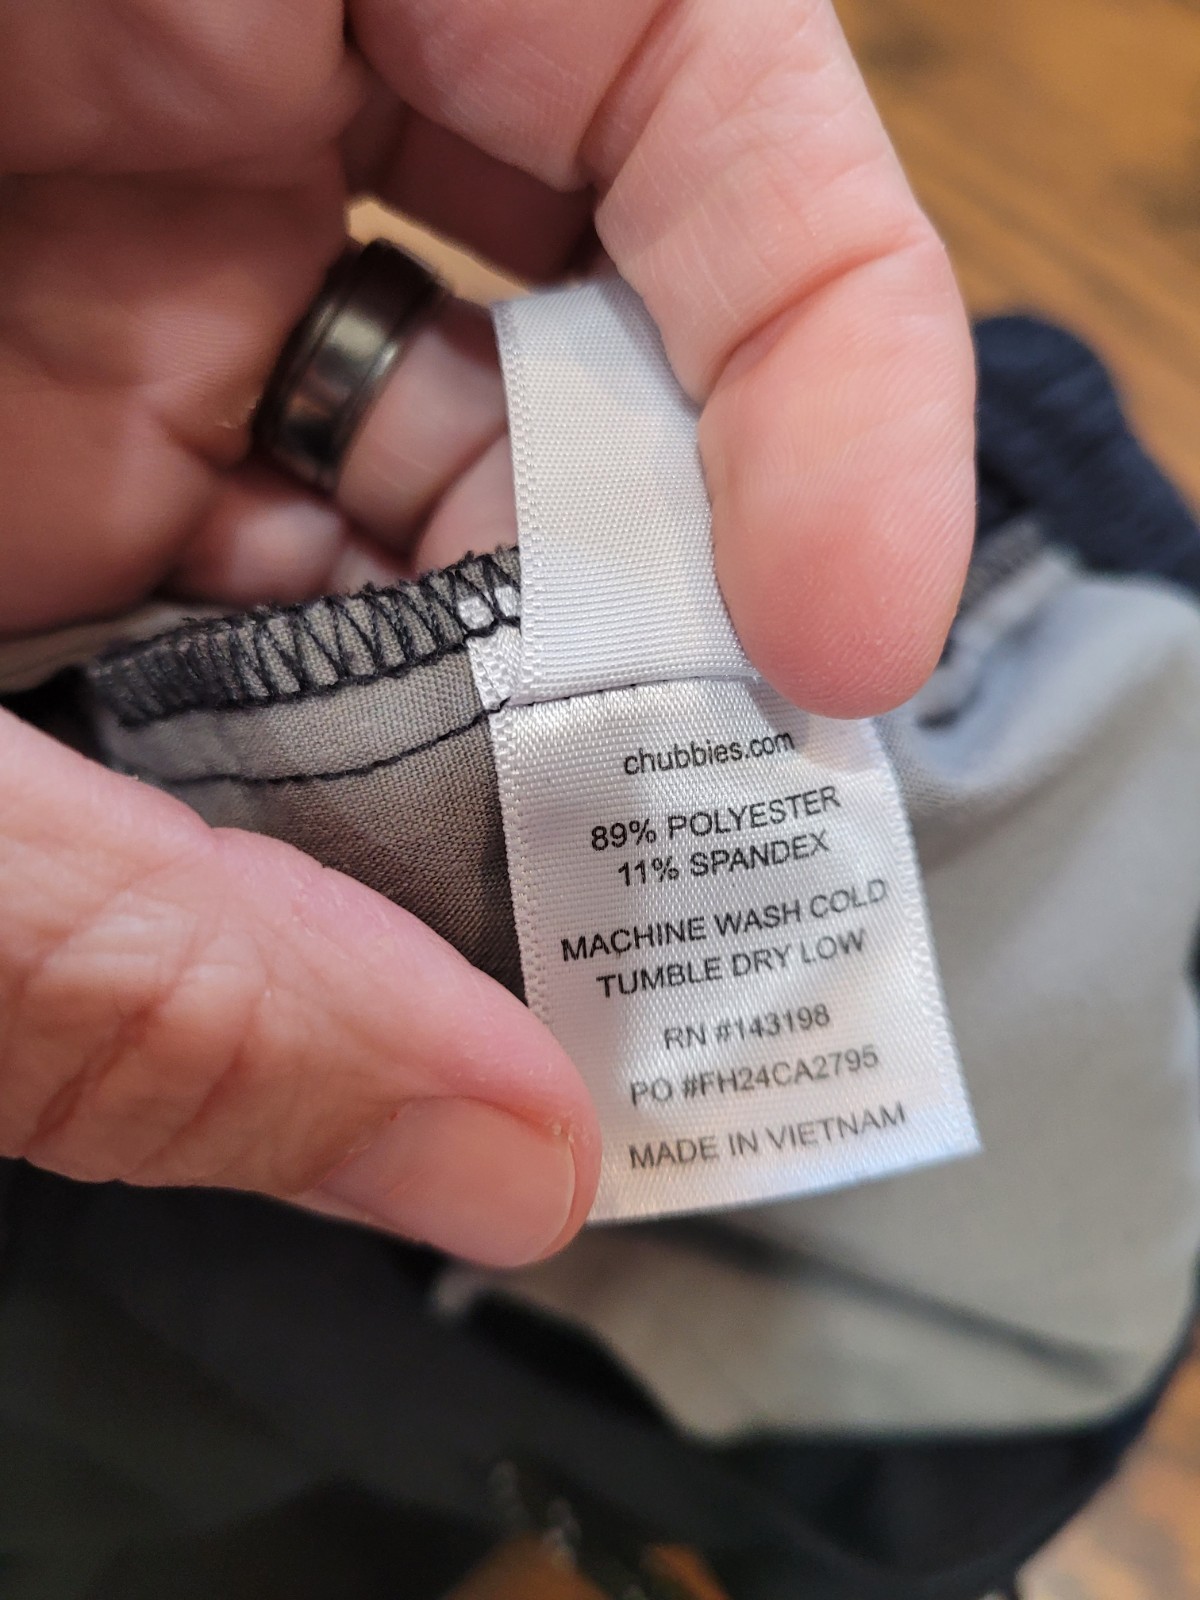 chubbies.com
89% POLYESTER
11% SPANDEX
MACHINE WASH COLD
TUMBLE DRY LOW
RN #143198
PO #FH24CA2795
MADE IN VIETNAM